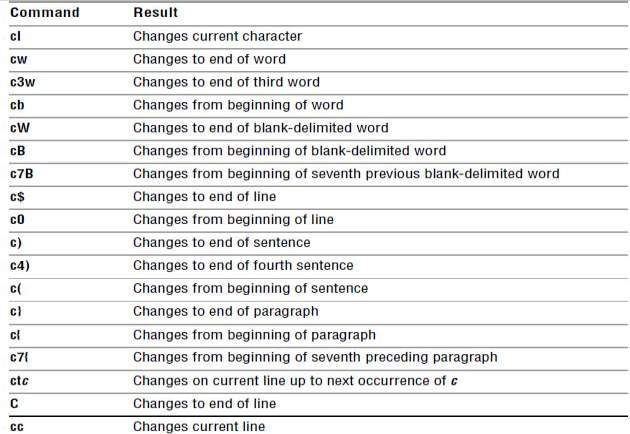 Command Result
cl Changes current character
cw Changes to end of word
c3w Changes to end of third word
cb Changes from beginning of word
cW Changes to end of blank-delimited word
cB Changes from beginning of blank-delimited word
c7B Changes from beginning of seventh previous blank-delimited word
c$ Changes to end of line
c0 Changes from beginning of line
c) Changes to end of sentence
c4) Changes to end of fourth sentence
c( Changes from beginning of sentence
c} Changes to end of paragraph
c{ Changes from beginning of paragraph
c7{ Changes from beginning of seventh preceding paragraph
ctc Changes on current line up to next occurrence of c
C Changes to end of line
cc Changes current line